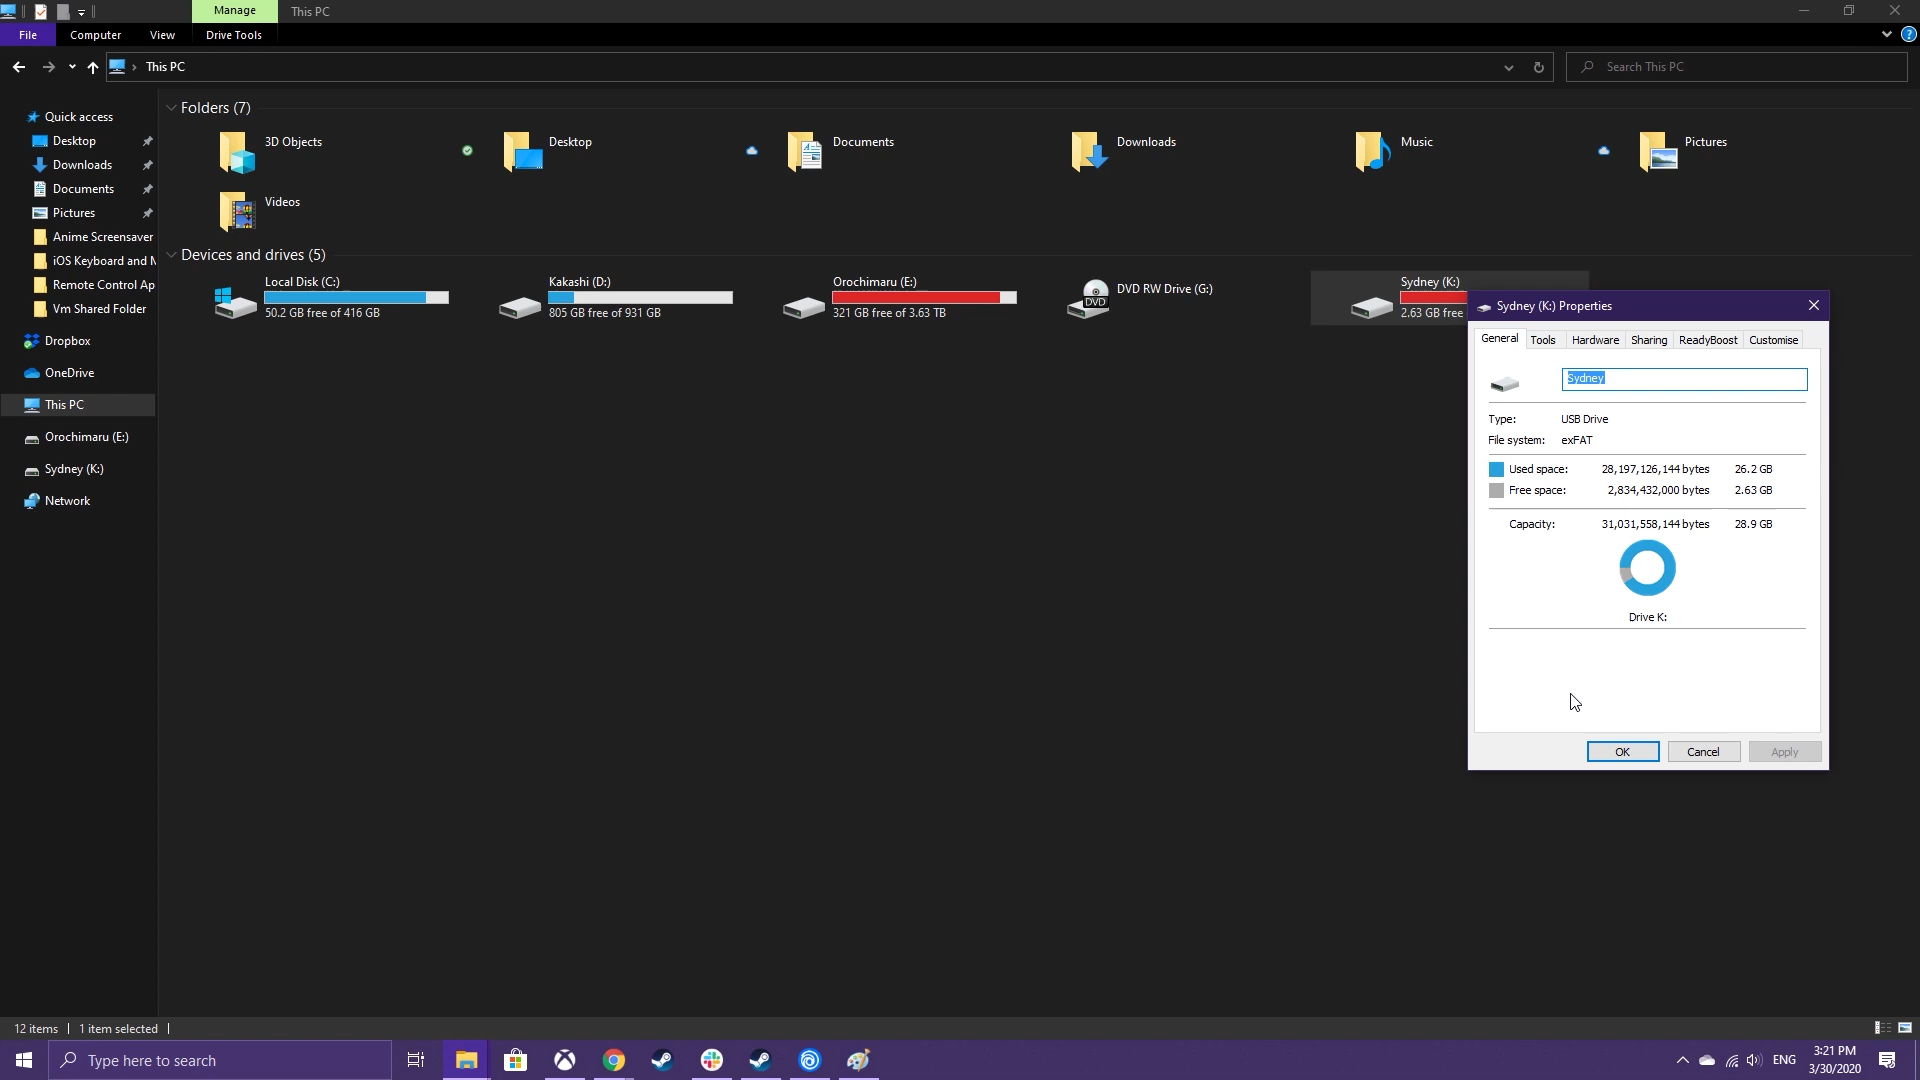 Manage
This PC
File
Computer
View
Drive Tools
This PC
Search This PC
Quick access
Desktop
Downloads
Documents
Pictures
Anime Screensaver
iOS Keyboard and M
Remote Control Ap
Vm Shared Folder
Dropbox
OneDrive
This PC
Orochimaru (E:)
Sydney (K:)
Network
Folders (7)
3D Objects
Desktop
Documents
Downloads
Music
Pictures
Videos
Devices and drives (5)
Local Disk (C:)
50.2 GB free of 416 GB
Kakashi (D:)
805 GB free of 931 GB
Orochimaru (E:)
321 GB free of 3.63 TB
DVD
DVD RW Drive (G:)
Sydney (K:)
2.63 GB free
Sydney (K:) Properties
General
Tools
Hardware
Sharing
ReadyBoost
Customise
Sydney
Type: USB Drive
File system: exFAT
Used space: 28,197,126,144 bytes 26.2 GB
Free space: 2,834,432,000 bytes 2.63 GB
Capacity: 31,031,558,144 bytes 28.9 GB
Drive K:
OK
Cancel
Apply
12 items
1 item selected
Type here to search
ENG
3:21 PM
3/30/2020